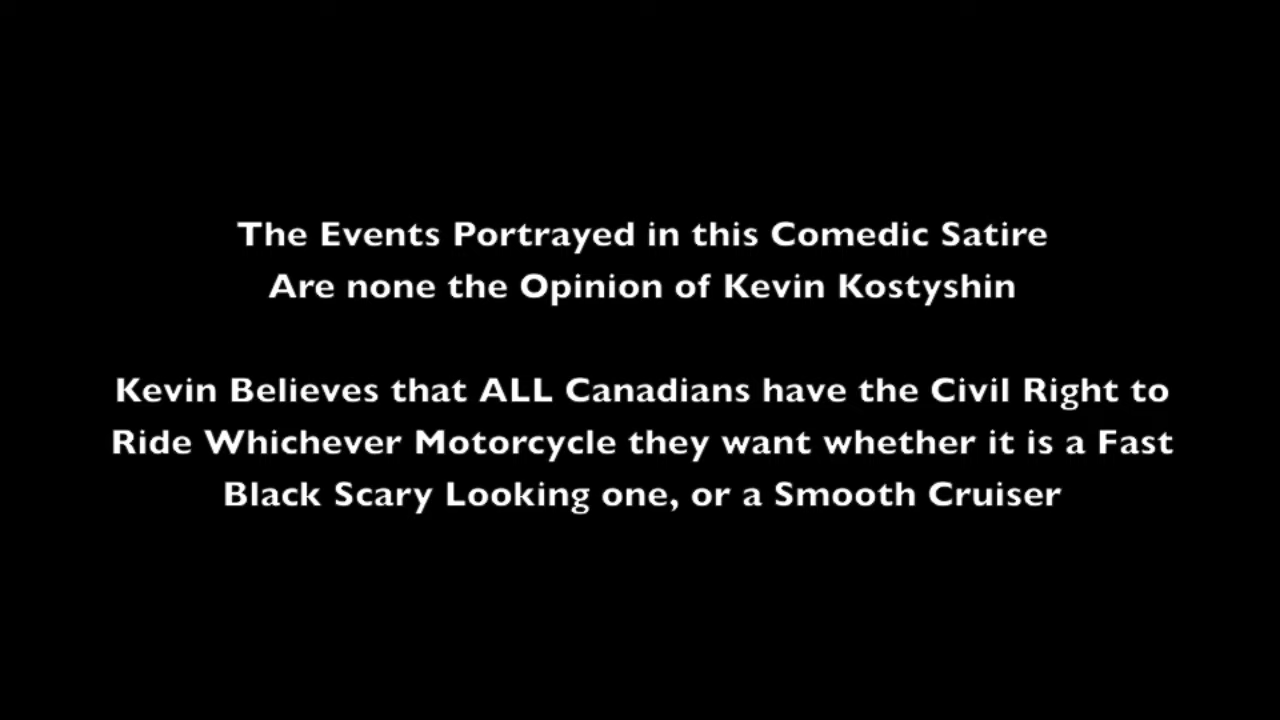 The Events Portrayed in this Comedic Satire
Are none the Opinion of Kevin Kostyshin
Kevin Believes that ALL Canadians have the Civil Right to
Ride Whichever Motorcycle they want whether it is a Fast
Black Scary Looking one, or a Smooth Cruiser